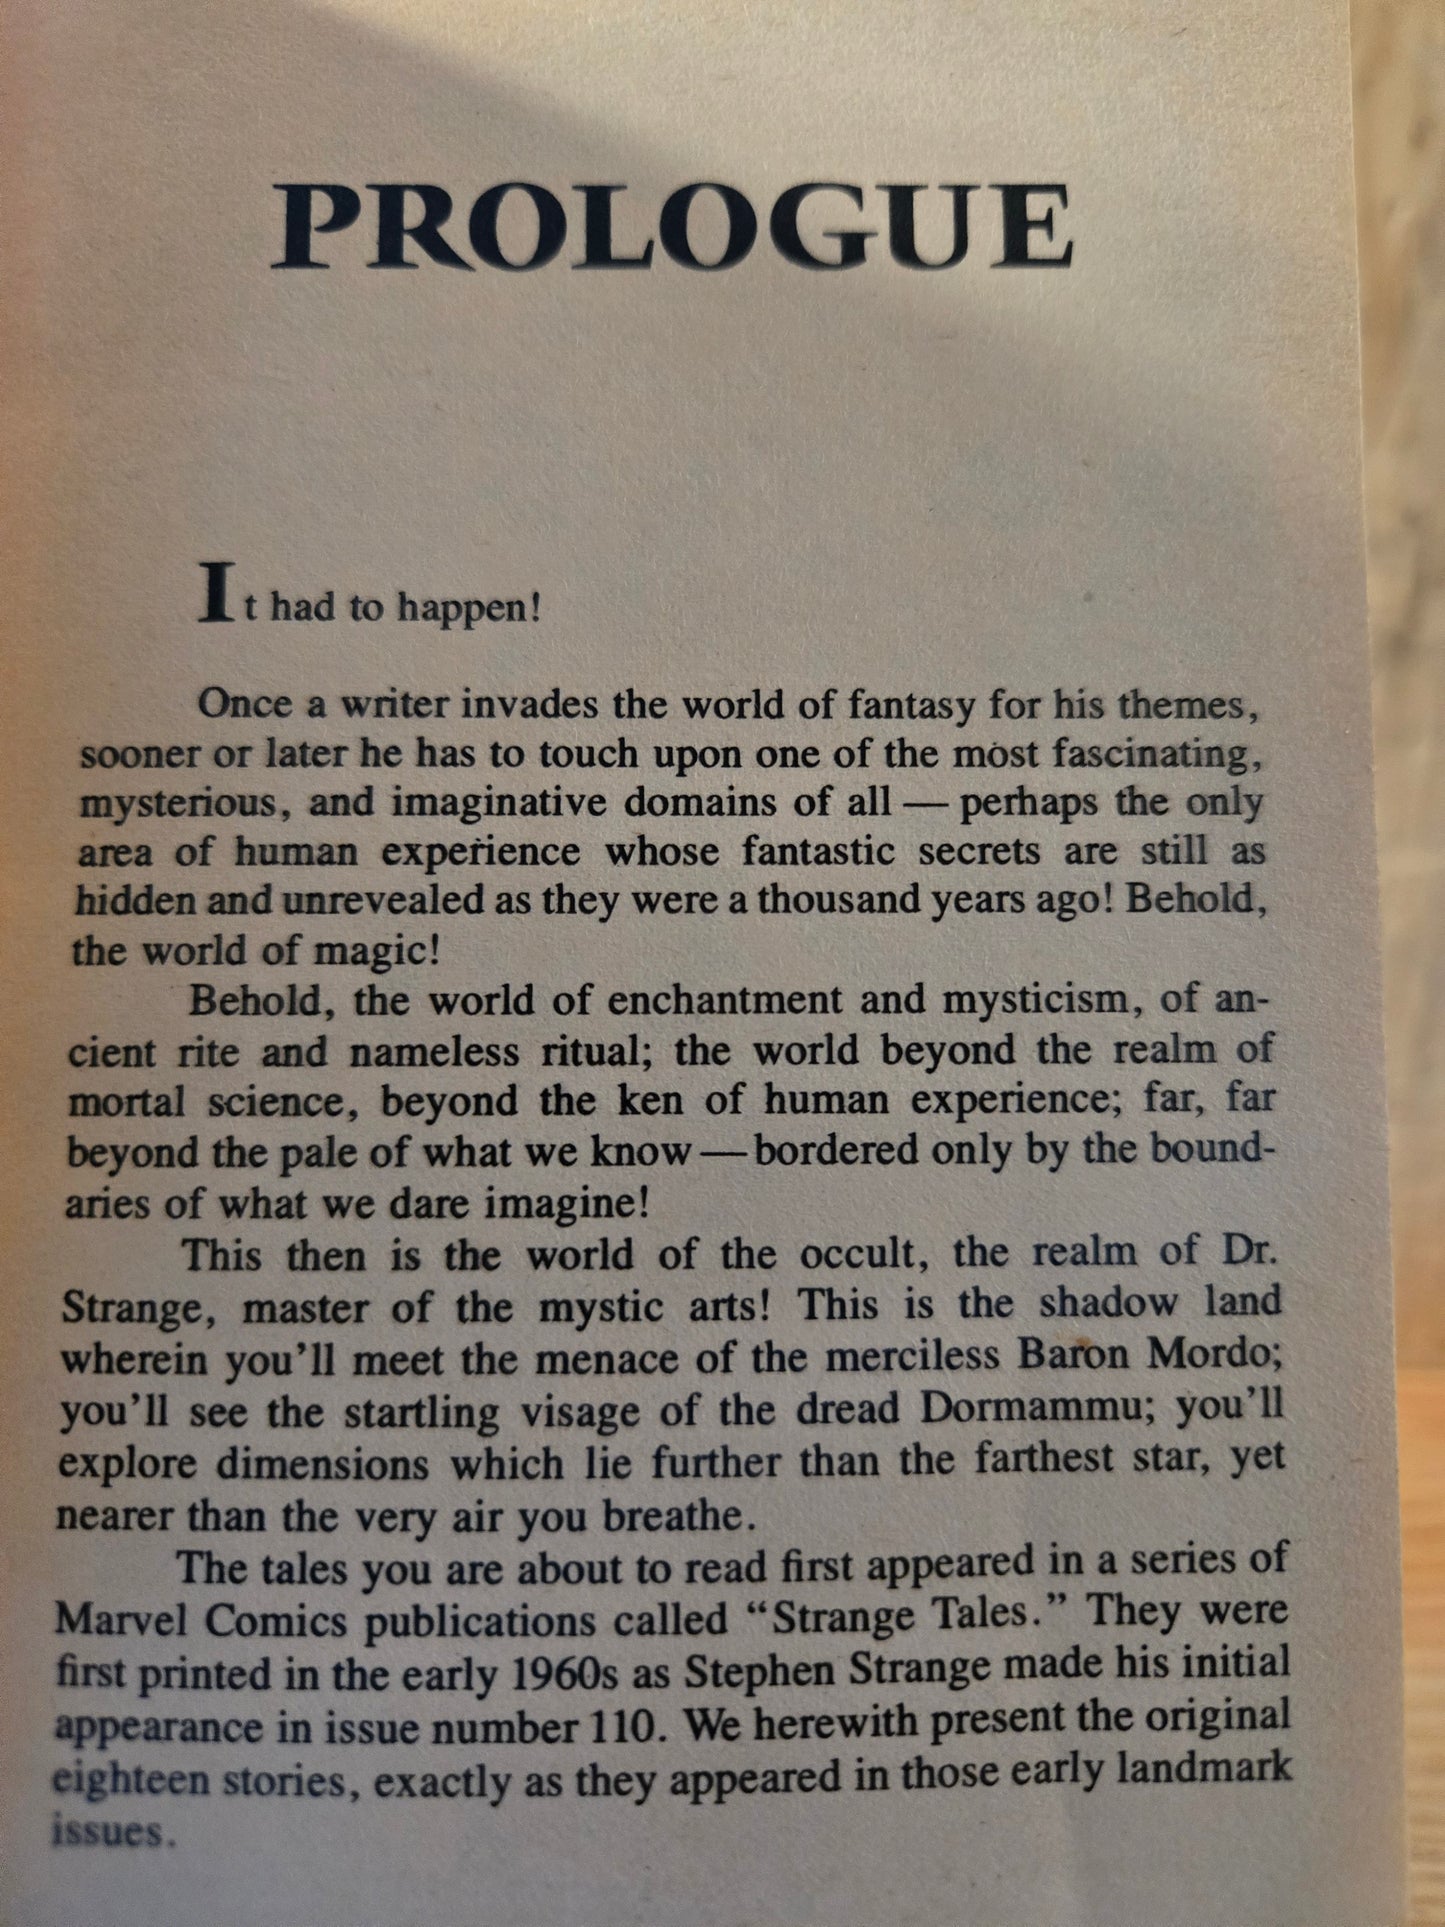 PROLOGUE
It had to happen!
Once a writer invades the world of fantasy for his themes,
sooner or later he has to touch upon one of the most fascinating,
mysterious, and imaginative domains of all — perhaps the only
area of human experience whose fantastic secrets are still as
hidden and unrevealed as they were a thousand years ago! Behold,
the world of magic!
Behold, the world of enchantment and mysticism, of an-
cient rite and nameless ritual; the world beyond the realm of
mortal science, beyond the ken of human experience; far, far
beyond the pale of what we know — bordered only by the bound-
aries of what we dare imagine!
This then is the world of the occult, the realm of Dr.
Strange, master of the mystic arts! This is the shadow land
wherein you'll meet the menace of the merciless Baron Mordo;
you'll see the startling visage of the dread Dormammu; you'll
explore dimensions which lie further than the farthest star, yet
nearer than the very air you breathe.
The tales you are about to read first appeared in a series of
Marvel Comics publications called “Strange Tales.” They were
first printed in the early 1960s as Stephen Strange made his initial
appearance in issue number 110. We herewith present the original
eighteen stories, exactly as they appeared in those early landmark
issues.